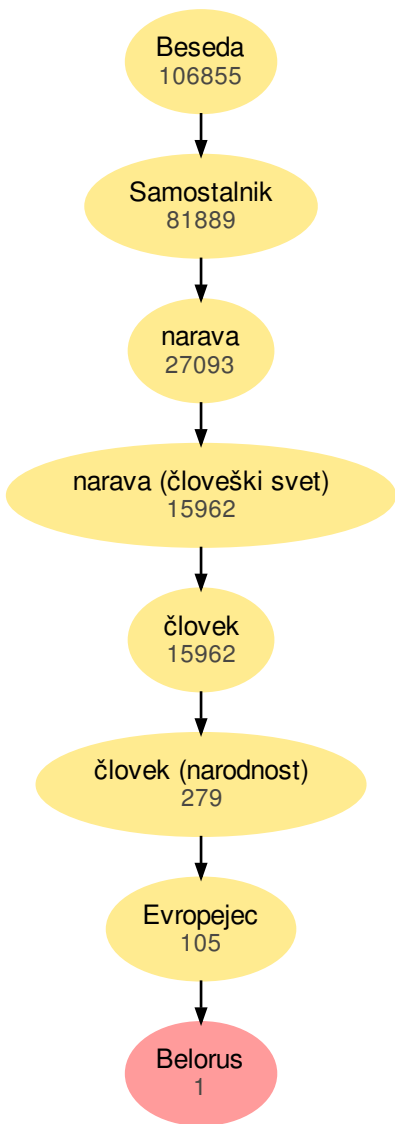 Beseda
106855
Samostalnik
81889
narava
27093
narava (človeški svet)
15962
človek
15962
človek (narodnost)
279
Evropejec
105
Belorus
1